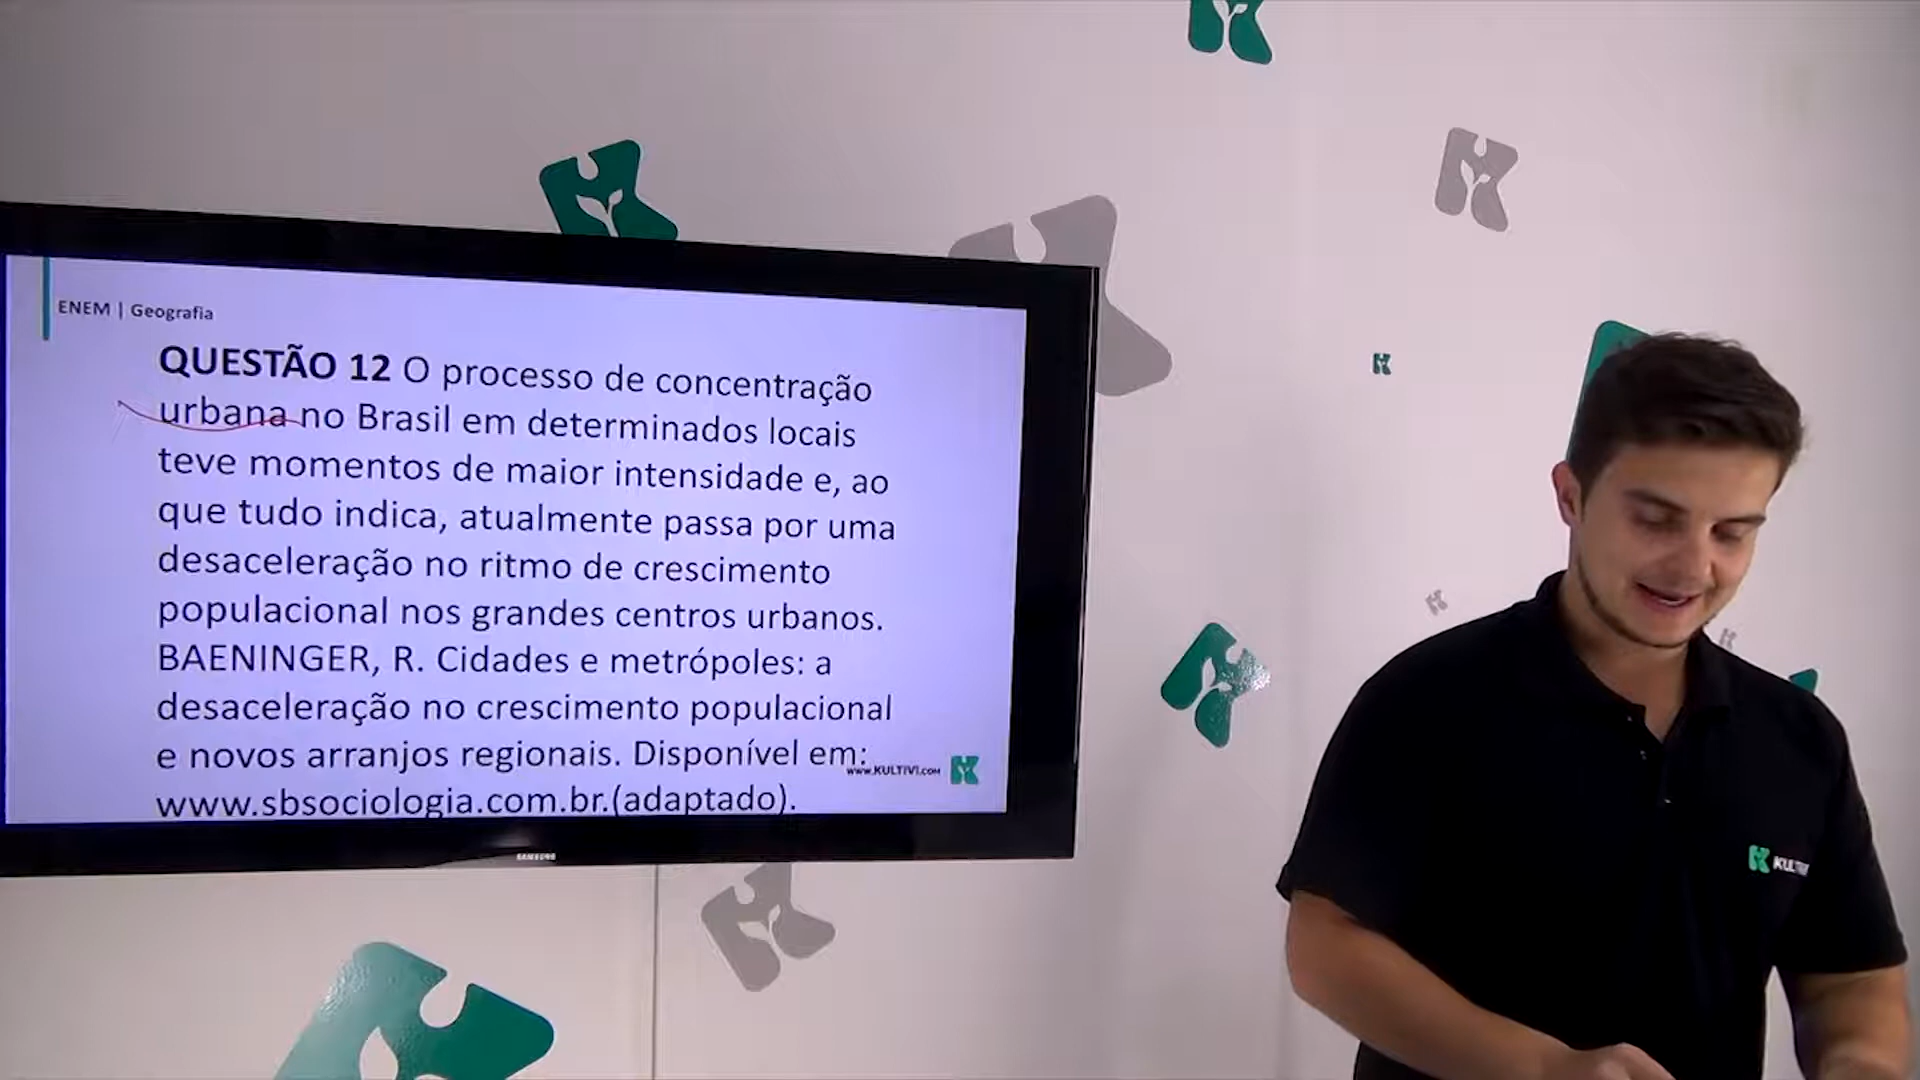 ENEM | Geografia
QUESTÃO 12 O processo de concentração
urbana no Brasil em determinados locais
teve momentos de maior intensidade e, ao
que tudo indica, atualmente passa por uma
desaceleração no ritmo de crescimento
populacional nos grandes centros urbanos.
BAENINGER, R. Cidades e metrópoles: a
desaceleração no crescimento populacional
e novos arranjos regionais. Disponível em:
www.KULTIVI.COM
www.sbsociologia.com.br.(adaptado).
SAMSUNG